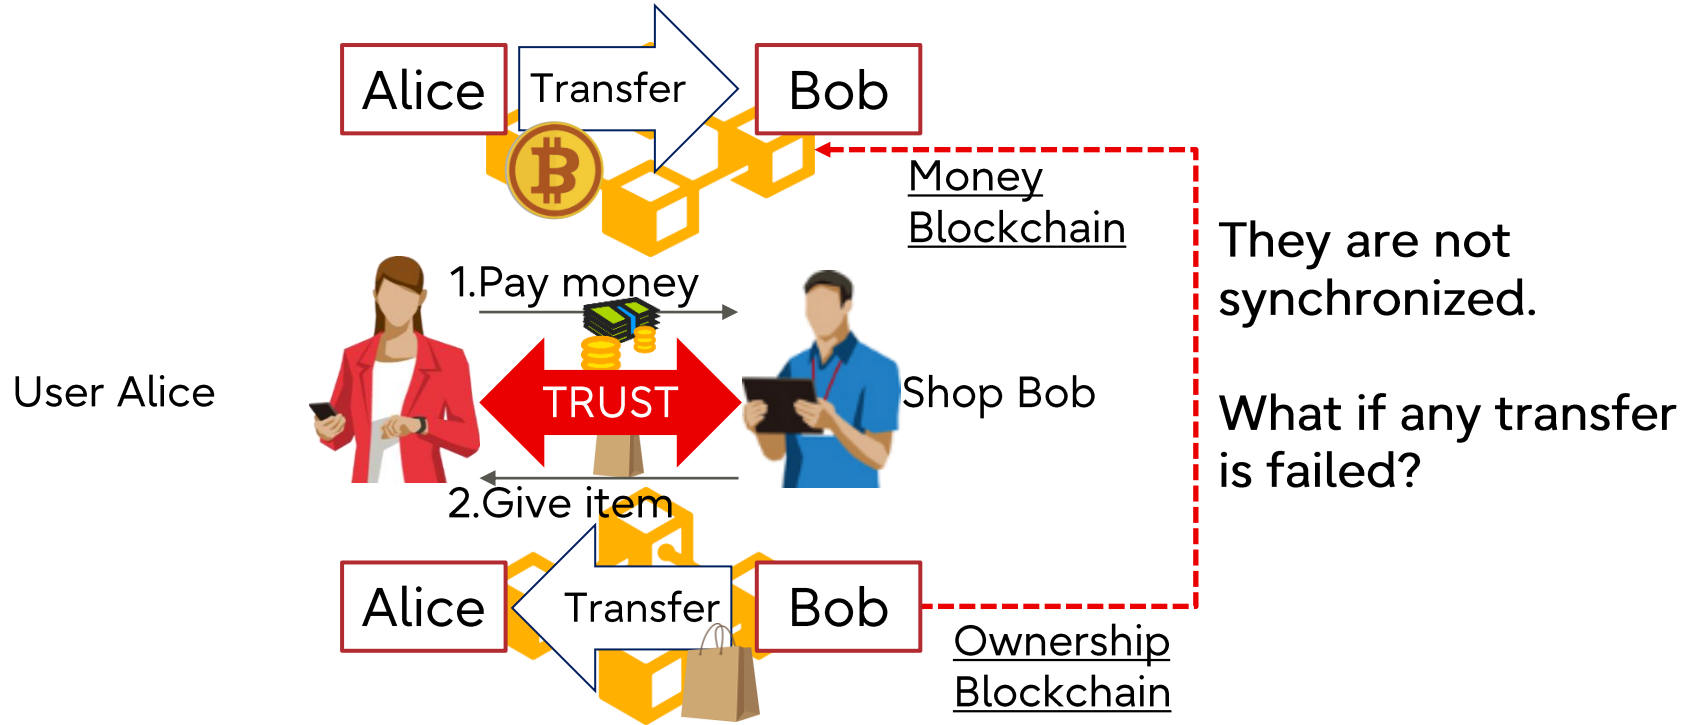 Alice
Transfer
Bob
Money
Blockchain
1.Pay money
They are not
synchronized.
User Alice
TRUST
Shop Bob
What if any transfer
is failed?
2.Give item
Alice
Transfer
Bob
Ownership
Blockchain